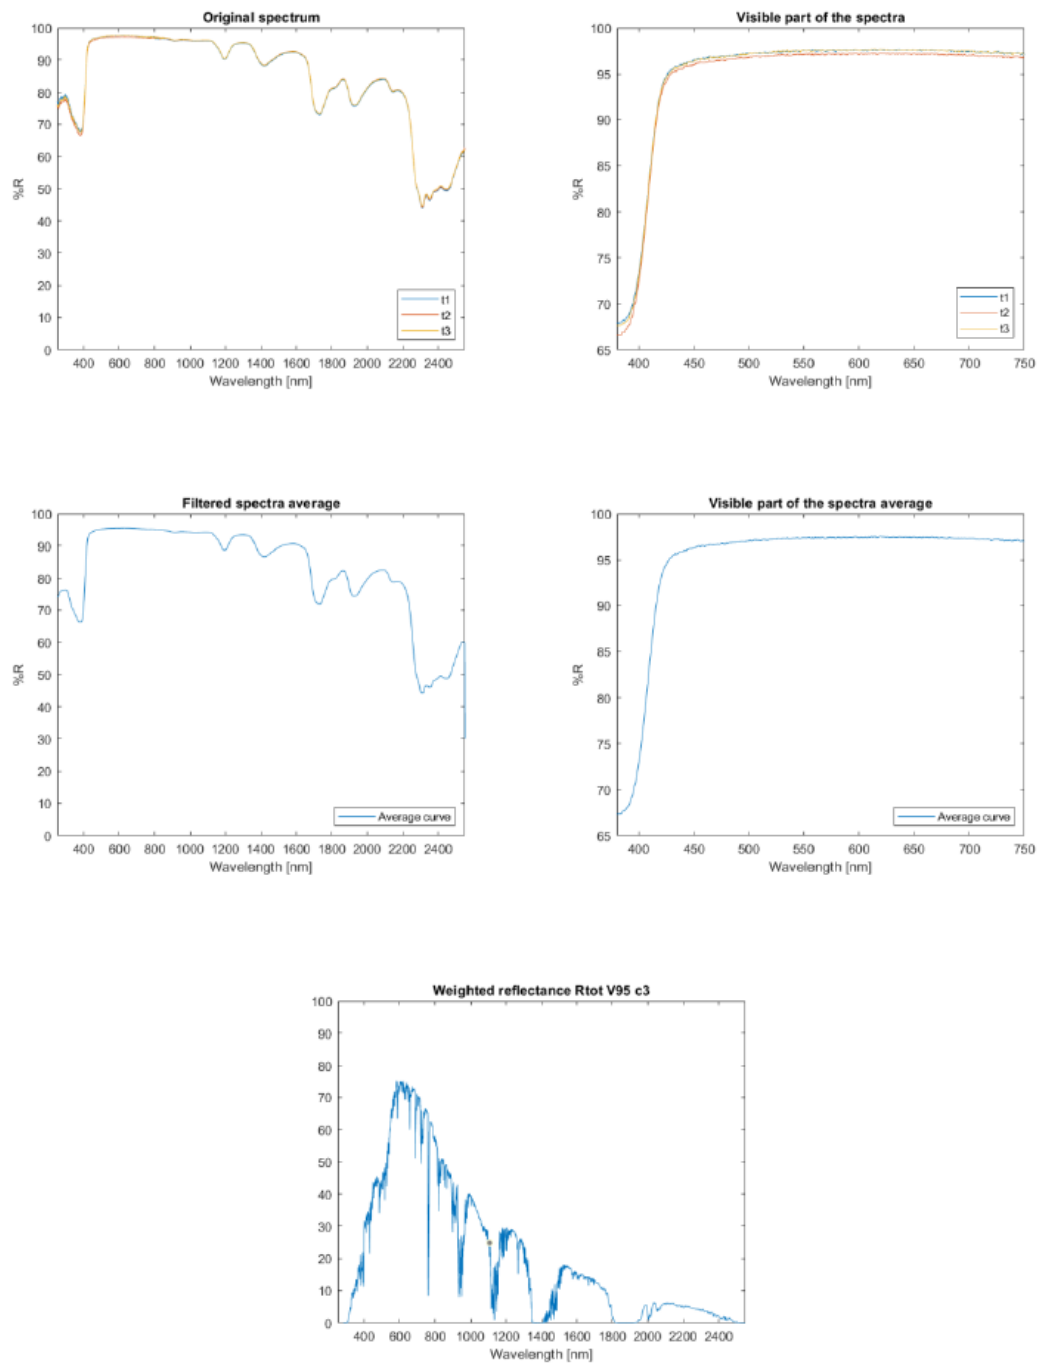 Original spectrum
100
90
80
70
60
50
40
30
20
10
0
%R
t1
t2
t3
400 600 800 1000 1200 1400 1600 1800 2000 2200 2400
Wavelength [nm]
Visible part of the spectra
100
95
90
85
80
75
70
65
%R
t1
t2
t3
400 450 500 550 600 650 700 750
Wavelength [nm]
Filtered spectra average
100
90
80
70
60
50
40
30
20
10
0
%R
Average curve
400 600 800 1000 1200 1400 1600 1800 2000 2200 2400
Wavelength [nm]
Visible part of the spectra average
100
95
90
85
80
75
70
65
%R
Average curve
400 450 500 550 600 650 700 750
Wavelength [nm]
Weighted reflectance Rtot V95 c3
100
90
80
70
60
50
40
30
20
10
0
400 600 800 1000 1200 1400 1600 1800 2000 2200 2400
Wavelength [nm]